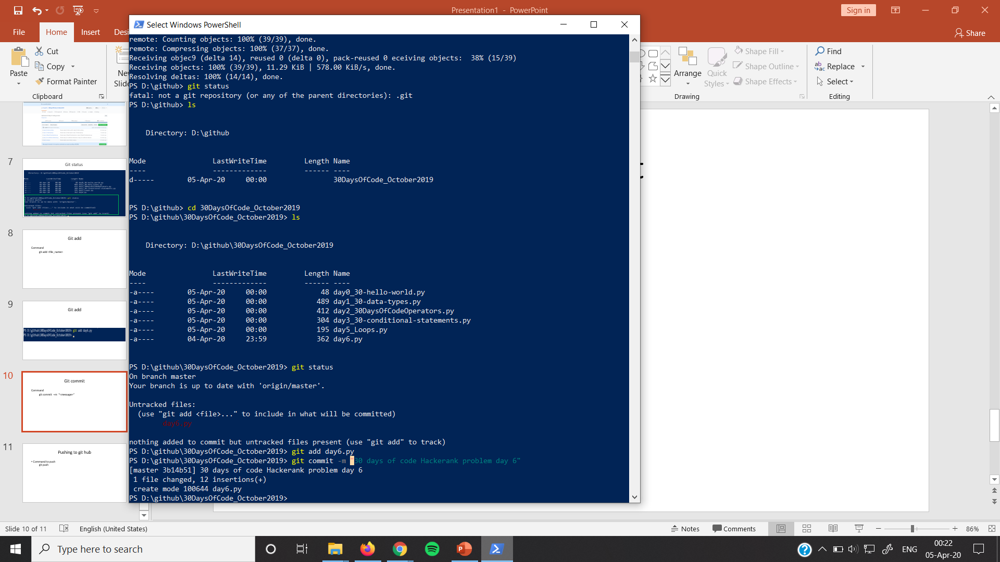 Presentation1 - PowerPoint
Sign in
File
Home
Insert
Desi
Share
Select Windows PowerShell
Paste
Cut
Copy
Format Painter
Clipboard
New
Slide
Arrange
Quick
Styles
Shape Fill
Shape Outline
Shape Effects
Drawing
Find
Replace
Select
Editing
7
Git status
8
Git add
Command
git add <file_name>
9
Git add
PS D:\github\30DaysOfCode_October2019> git add day6.py
PS D:\github\30DaysOfCode_October2019>
10
Git commit
Command
git commit –m "<message>"
11
Pushing to git hub
• Command to push
git push
remote: Counting objects: 100% (39/39), done.
remote: Compressing objects: 100% (37/37), done.
Receiving objec9 (delta 14), reused 0 (delta 0), pack-reused 0 eceiving objects:  38% (15/39)
Receiving objects: 100% (39/39), 11.29 KiB | 578.00 KiB/s, done.
Resolving deltas: 100% (14/14), done.
PS D:\github> git status
fatal: not a git repository (or any of the parent directories): .git
PS D:\github> ls
Directory: D:\github
Mode LastWriteTime Length Name
---- ------------- ------ ----
d----- 05-Apr-20 00:00 30DaysOfCode_October2019
PS D:\github> cd 30DaysOfCode_October2019
PS D:\github\30DaysOfCode_October2019> ls
Directory: D:\github\30DaysOfCode_October2019
Mode LastWriteTime Length Name
---- ------------- ------ ----
-a---- 05-Apr-20 00:00 48 day0_30-hello-world.py
-a---- 05-Apr-20 00:00 489 day1_30-data-types.py
-a---- 05-Apr-20 00:00 412 day2_30DaysOfCodeOperators.py
-a---- 05-Apr-20 00:00 304 day3_30-conditional-statements.py
-a---- 05-Apr-20 00:00 195 day5_Loops.py
-a---- 04-Apr-20 23:59 362 day6.py
PS D:\github\30DaysOfCode_October2019> git status
On branch master
Your branch is up to date with 'origin/master'.
Untracked files:
(use "git add <file>..." to include in what will be committed)
day6.py
nothing added to commit but untracked files present (use "git add" to track)
PS D:\github\30DaysOfCode_October2019> git add day6.py
PS D:\github\30DaysOfCode_October2019> git commit -m "30 days of code Hackerank problem day 6"
[master 3b14b51] 30 days of code Hackerank problem day 6
1 file changed, 12 insertions(+)
create mode 100644 day6.py
PS D:\github\30DaysOfCode_October2019>
Slide 10 of 11
English (United States)
Notes
Comments
86%
Type here to search
ENG
00:22
05-Apr-20